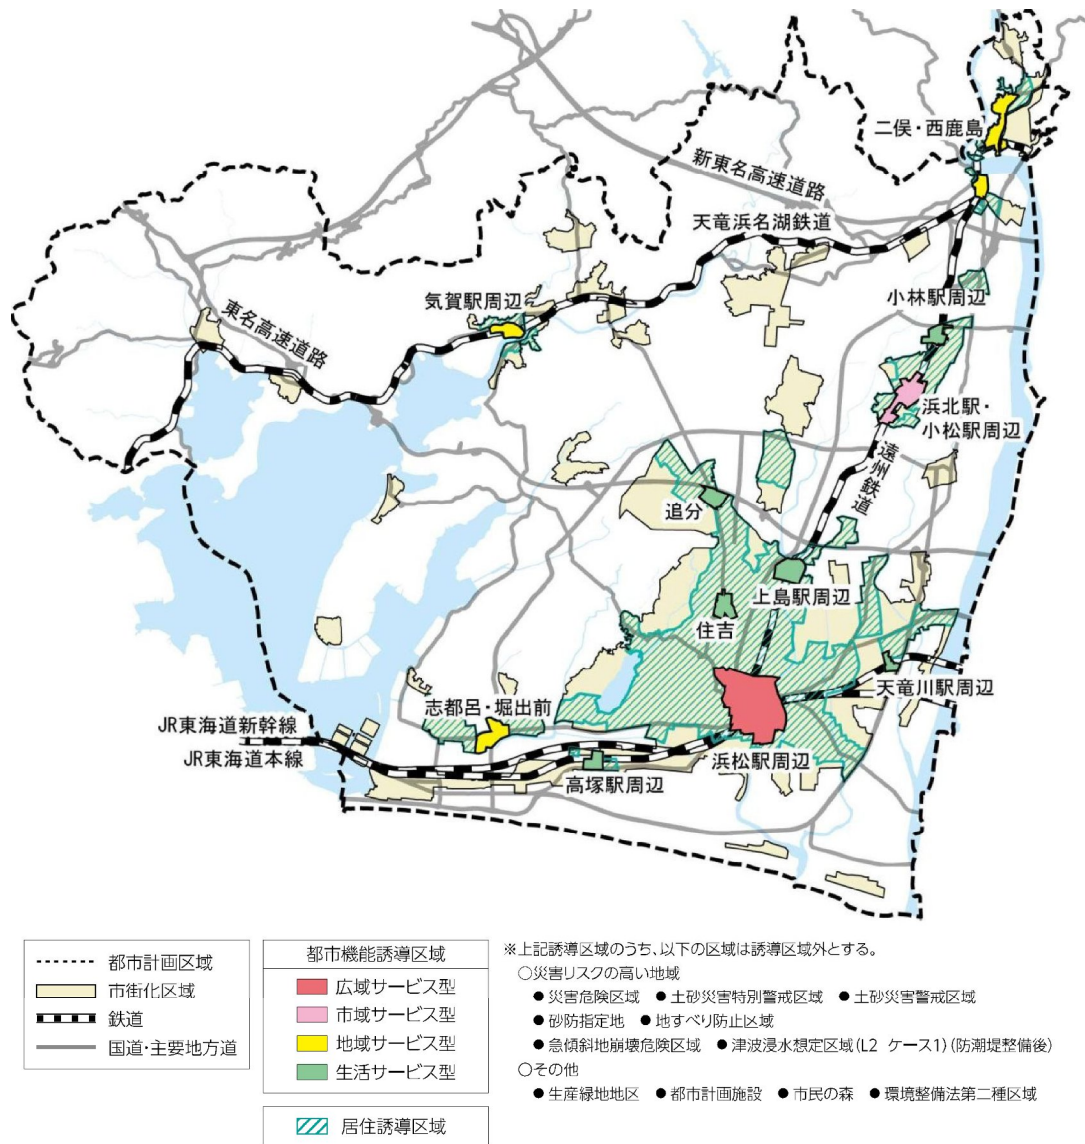 二俣・西鹿島
新東名高速道路
天竜浜名湖鉄道
気賀駅周辺
小林駅周辺
東名高速道路
浜北駅・
小松駅周辺
遠州鉄道
追分
上島駅周辺
住吉
天竜川駅周辺
志都呂・堀出前
JR東海道新幹線
JR東海道本線
浜松駅周辺
高塚駅周辺
都市計画区域
市街化区域
鉄道
国道・主要地方道
都市機能誘導区域
広域サービス型
市域サービス型
地域サービス型
生活サービス型
居住誘導区域
※上記誘導区域のうち、以下の区域は誘導区域外とする。
○災害リスクの高い地域
● 災害危険区域 ● 土砂災害特別警戒区域 ● 土砂災害警戒区域
● 砂防指定地 ● 地すべり防止区域
● 急傾斜地崩壊危険区域 ● 津波浸水想定区域(L2 ケース1)(防潮堤整備後)
○その他
● 生産緑地地区 ● 都市計画施設 ● 市民の森 ● 環境整備法第二種区域